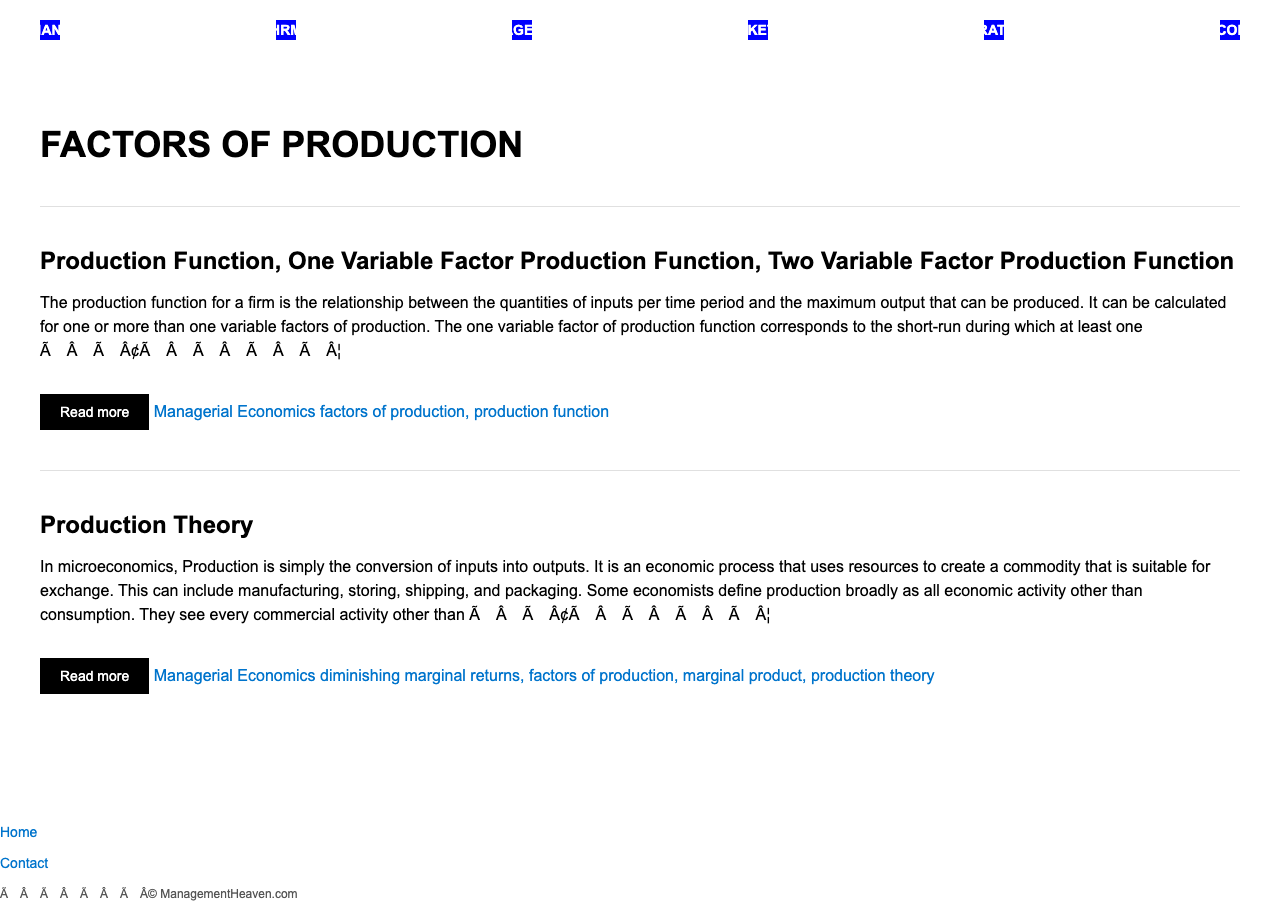 FACTORS OF PRODUCTION
Production Function, One Variable Factor Production Function, Two Variable Factor Production Function
The production function for a firm is the relationship between the quantities of inputs per time period and the maximum output that can be produced. It can be calculated
for one or more than one variable factors of production. The one variable factor of production function corresponds to the short-run during which at least one
Ã Â Ã Â¢Ã Â Ã Â Ã Â Ã Â¦
Read more Managerial Economics factors of production, production function
Production Theory
In microeconomics, Production is simply the conversion of inputs into outputs. It is an economic process that uses resources to create a commodity that is suitable for
exchange. This can include manufacturing, storing, shipping, and packaging. Some economists define production broadly as all economic activity other than
consumption. They see every commercial activity other than Ã Â Ã Â¢Ã Â Ã Â Ã Â Ã Â¦
Read more Managerial Economics diminishing marginal returns, factors of production, marginal product, production theory
Home
Contact
Ã Â Ã Â Ã Â Ã Â© ManagementHeaven.com